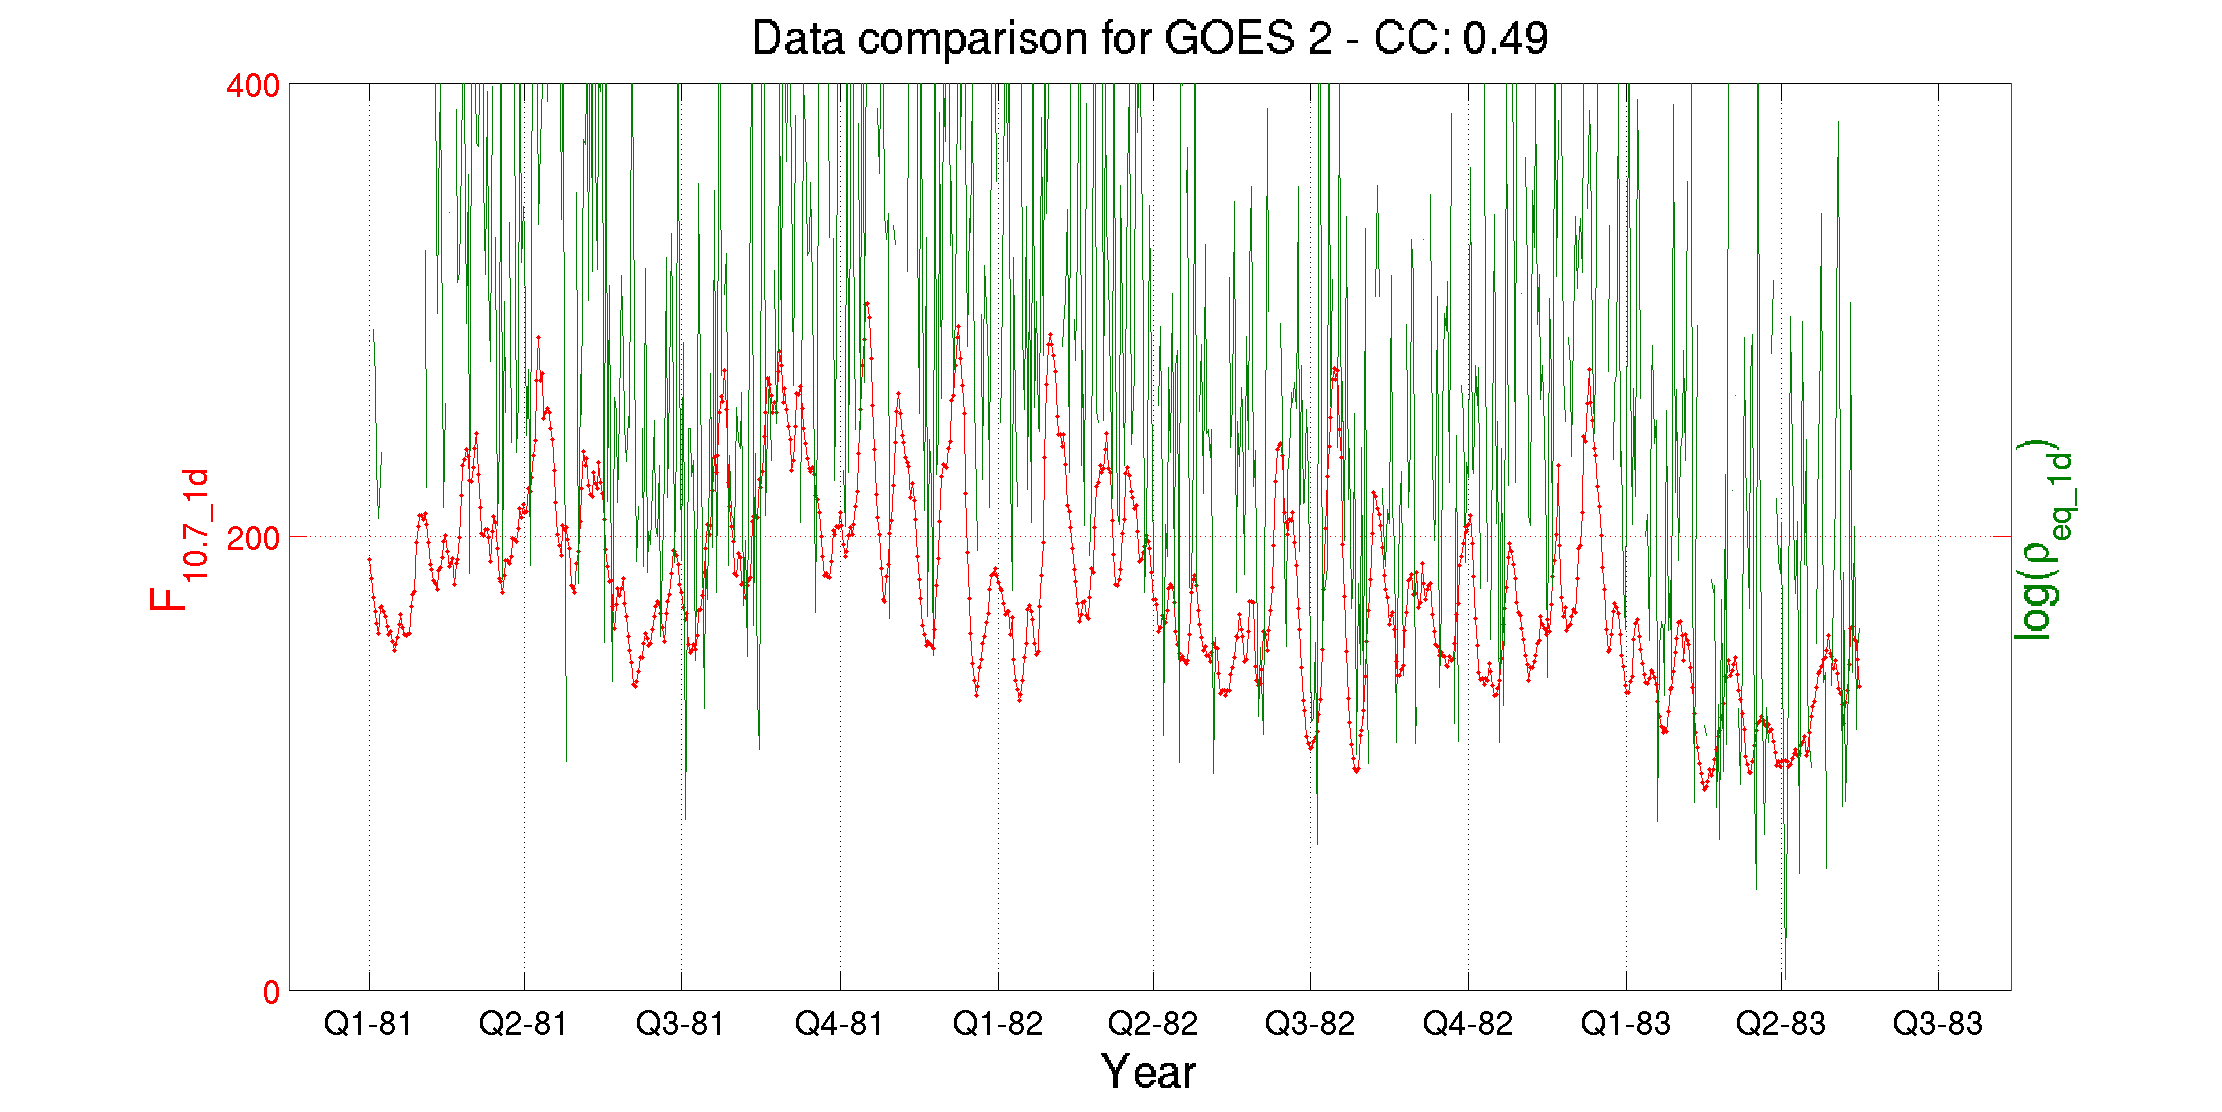 Data comparison for GOES 2 - CC: 0.49
400
200
0
F10.7_1d
log(ρeq_1d)
Q1-81 Q2-81 Q3-81 Q4-81 Q1-82 Q2-82 Q3-82 Q4-82 Q1-83 Q2-83 Q3-83
Year